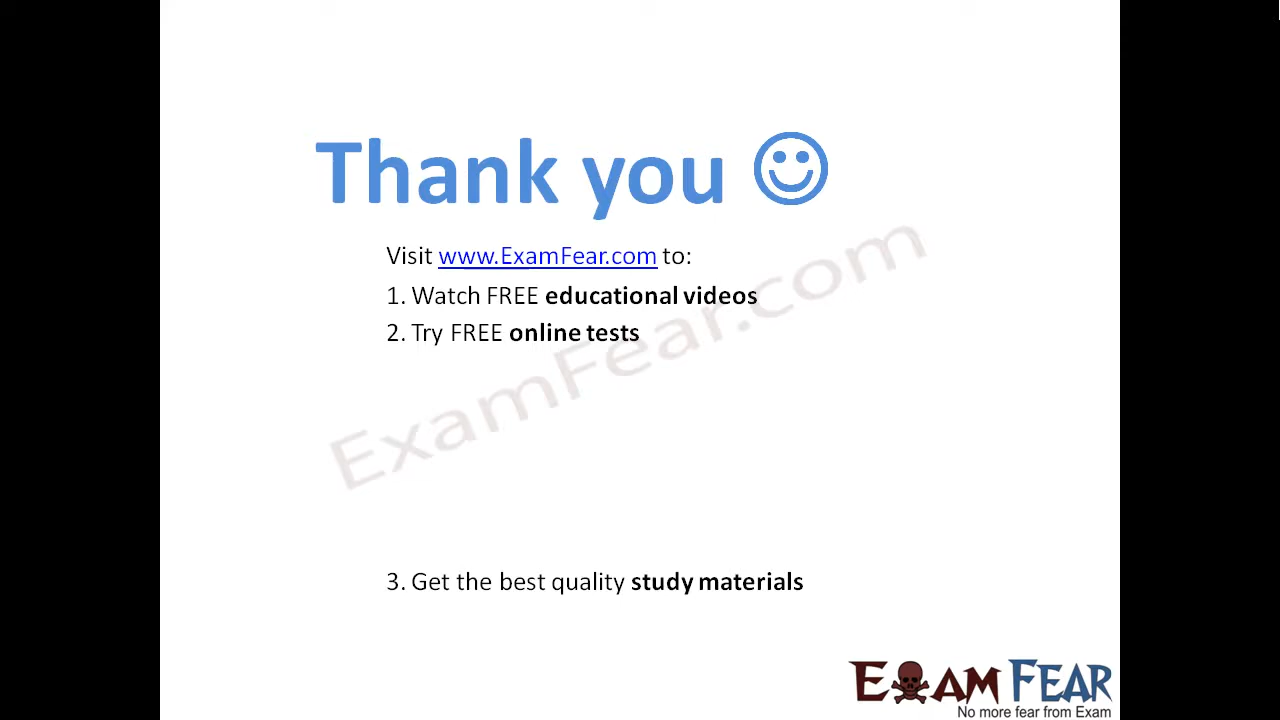 Thank you ☺
Visit www.ExamFear.com to:
1. Watch FREE educational videos
2. Try FREE online tests
ExamFear.com
3. Get the best quality study materials
EXAM FEAR
No more fear from Exam